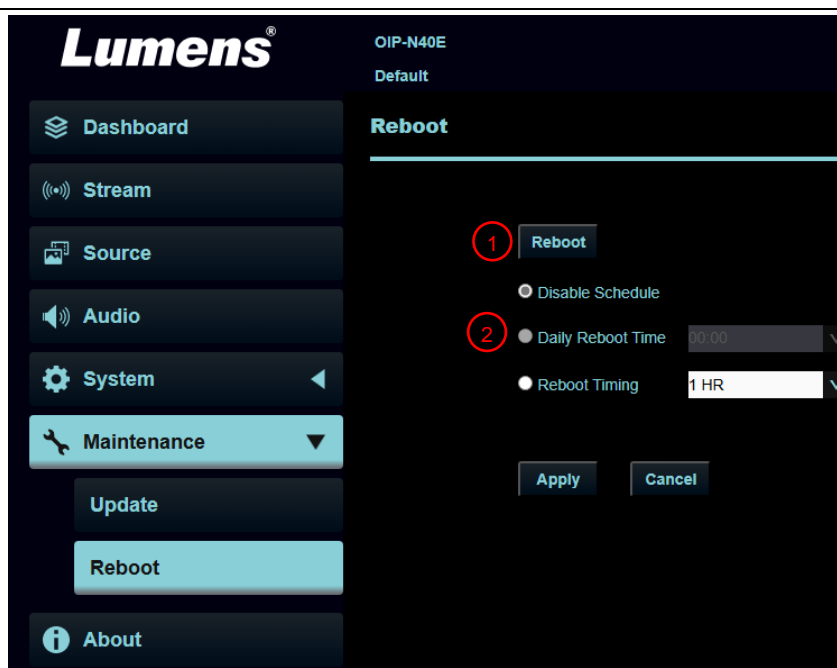 Lumens®
OIP-N40E
Default
Dashboard
Stream
Source
Audio
System
Maintenance
Update
Reboot
About
Reboot
1 Reboot
Disable Schedule
2 Daily Reboot Time 00:00
Reboot Timing 1 HR
Apply Cancel